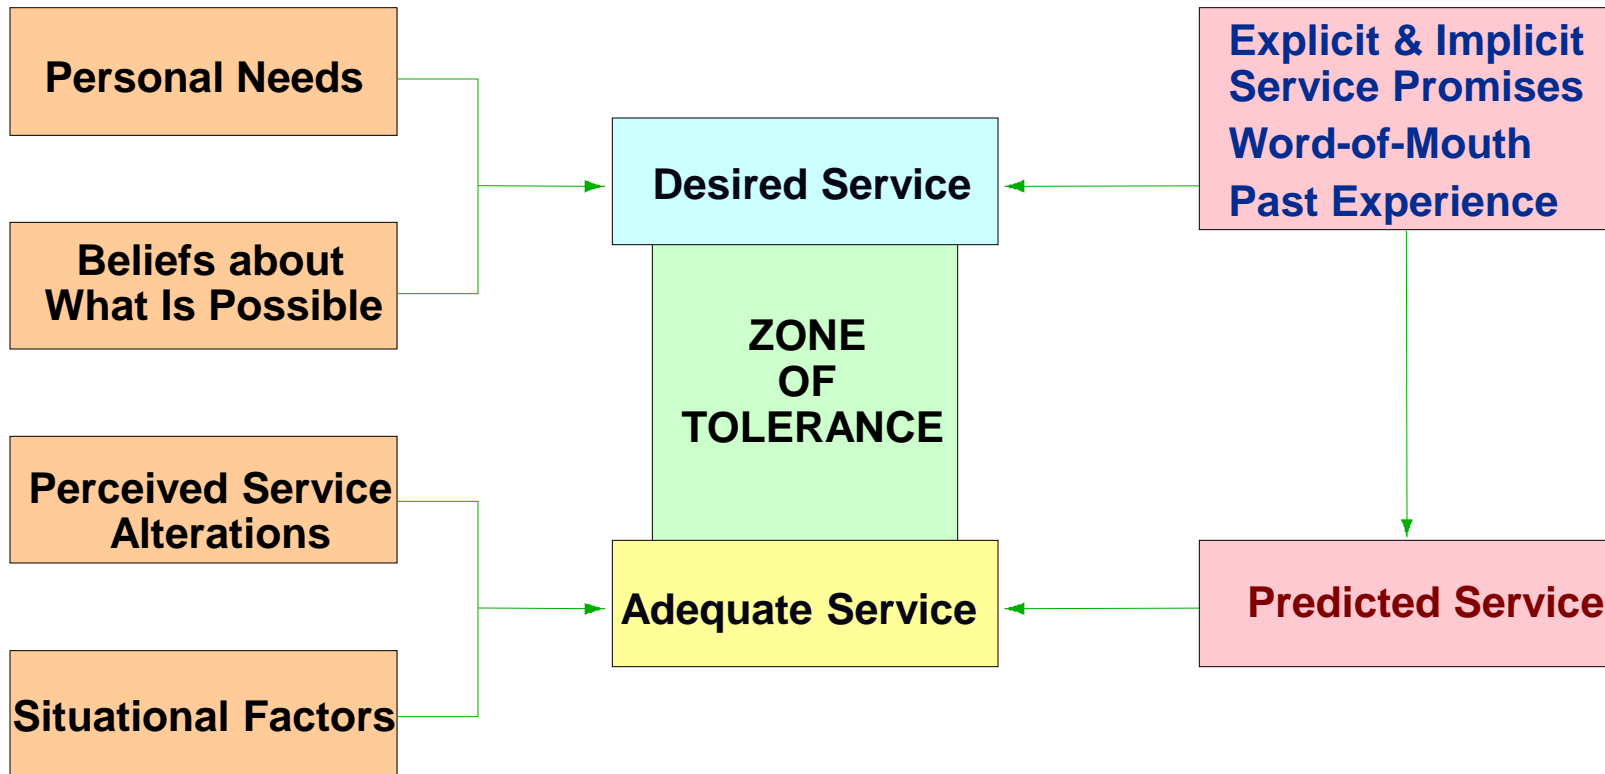 Personal Needs
Beliefs about
What Is Possible
Perceived Service
Alterations
Situational Factors
Desired Service
ZONE
OF
TOLERANCE
Adequate Service
Explicit & Implicit
Service Promises
Word-of-Mouth
Past Experience
Predicted Service